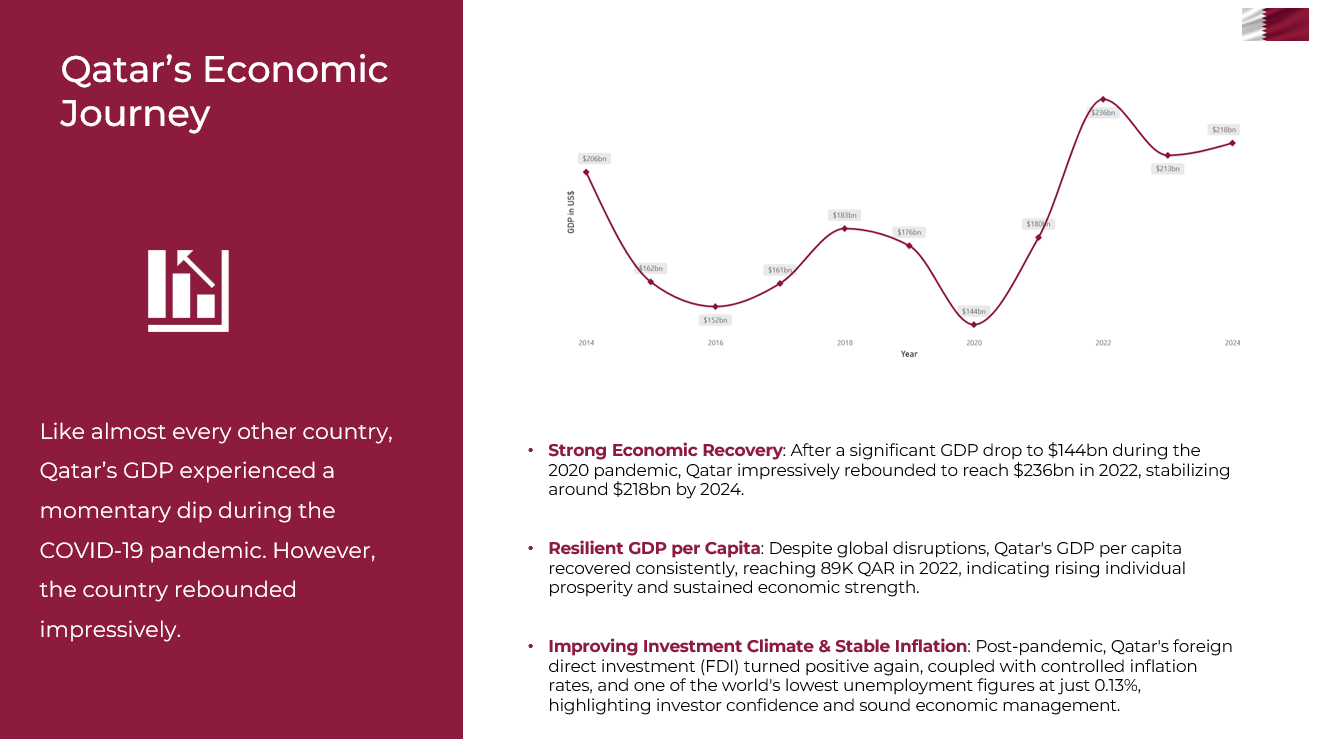 Qatar’s Economic
Journey
Like almost every other country,
Qatar’s GDP experienced a
momentary dip during the
COVID-19 pandemic. However,
the country rebounded
impressively.
GDP in US$
$206bn
$162bn
$152bn
$161bn
$183bn
$176bn
$144bn
$180bn
$236bn
$213bn
$218bn
2014
2016
2018
2020
2022
2024
Year
• Strong Economic Recovery: After a significant GDP drop to $144bn during the
2020 pandemic, Qatar impressively rebounded to reach $236bn in 2022, stabilizing
around $218bn by 2024.
• Resilient GDP per Capita: Despite global disruptions, Qatar's GDP per capita
recovered consistently, reaching 89K QAR in 2022, indicating rising individual
prosperity and sustained economic strength.
• Improving Investment Climate & Stable Inflation: Post-pandemic, Qatar's foreign
direct investment (FDI) turned positive again, coupled with controlled inflation
rates, and one of the world's lowest unemployment figures at just 0.13%,
highlighting investor confidence and sound economic management.